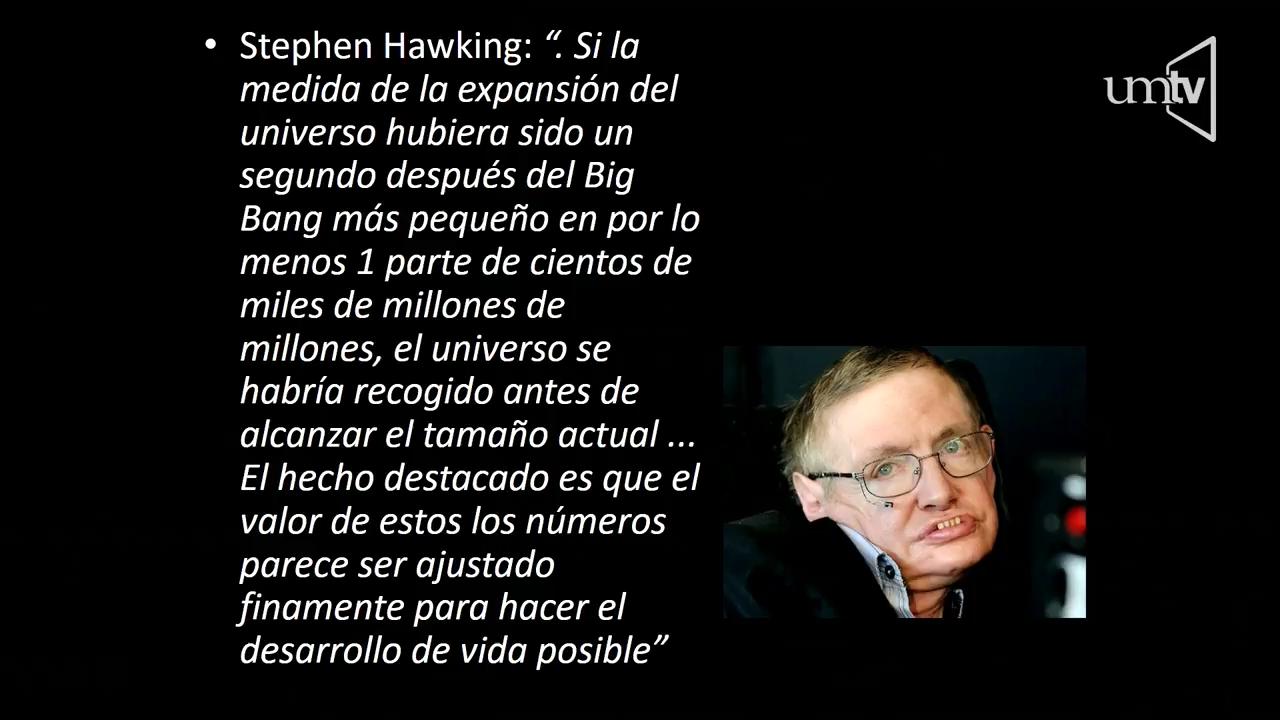 • Stephen Hawking: “. Si la
medida de la expansión del
universo hubiera sido un
segundo después del Big
Bang más pequeño en por lo
menos 1 parte de cientos de
miles de millones de
millones, el universo se
habría recogido antes de
alcanzar el tamaño actual ...
El hecho destacado es que el
valor de estos los números
parece ser ajustado
finamente para hacer el
desarrollo de vida posible”
umtv